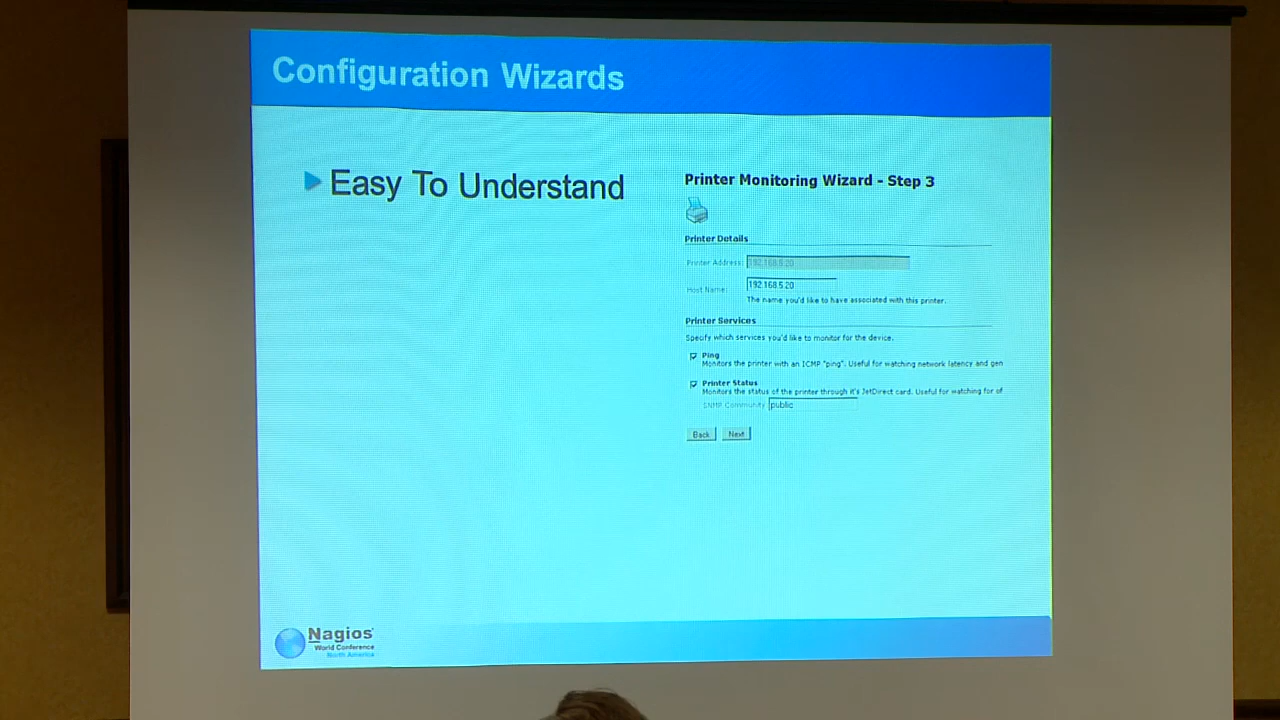 Configuration Wizards
Easy To Understand
Printer Monitoring Wizard - Step 3
Printer Details
Printer Address: 192.168.5.20
Host Name: 192.168.5.20
The name you'd like to have associated with this printer.
Printer Services
Specify which services you'd like to monitor for the device.
Ping
Monitors the printer with an ICMP "ping". Useful for watching network latency and gen
Printer Status
Monitors the status of the printer through it's JetDirect card. Useful for watching for of
SNMP Community public
Back Next
Nagios
World Conference
North America